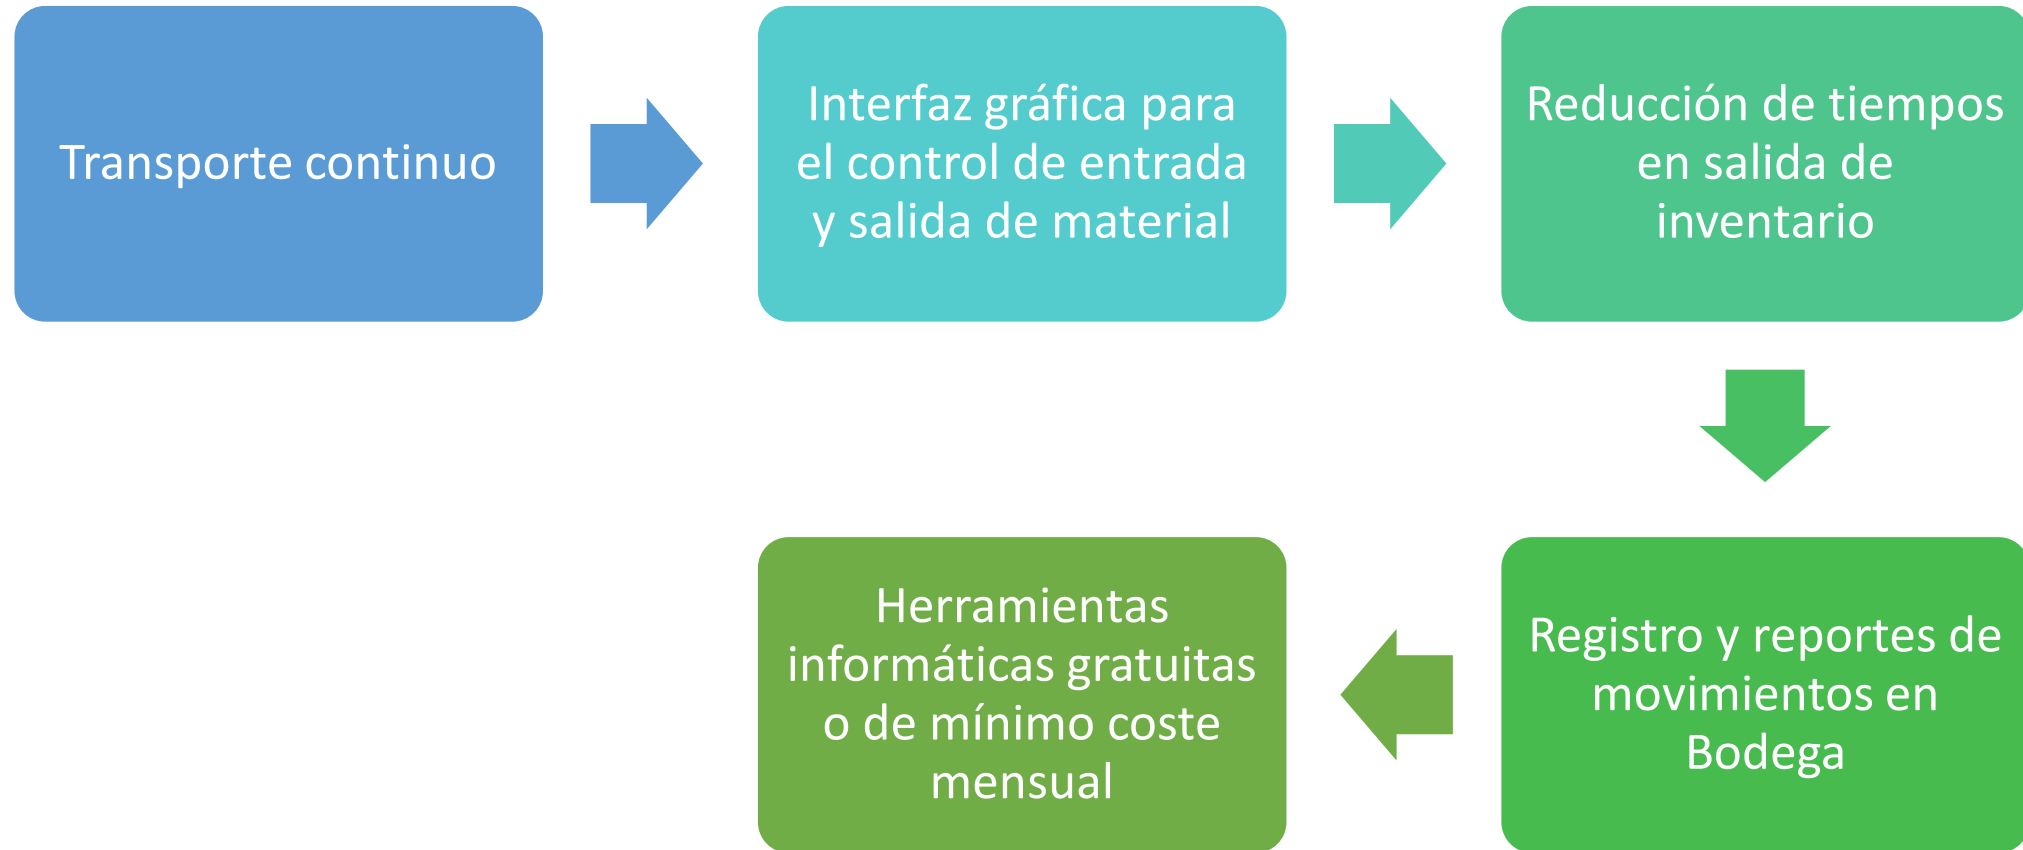 Transporte continuo
Interfaz gráfica para
el control de entrada
y salida de material
Reducción de tiempos
en salida de
inventario
Registro y reportes de
movimientos en
Bodega
Herramientas
informáticas gratuitas
o de mínimo coste
mensual